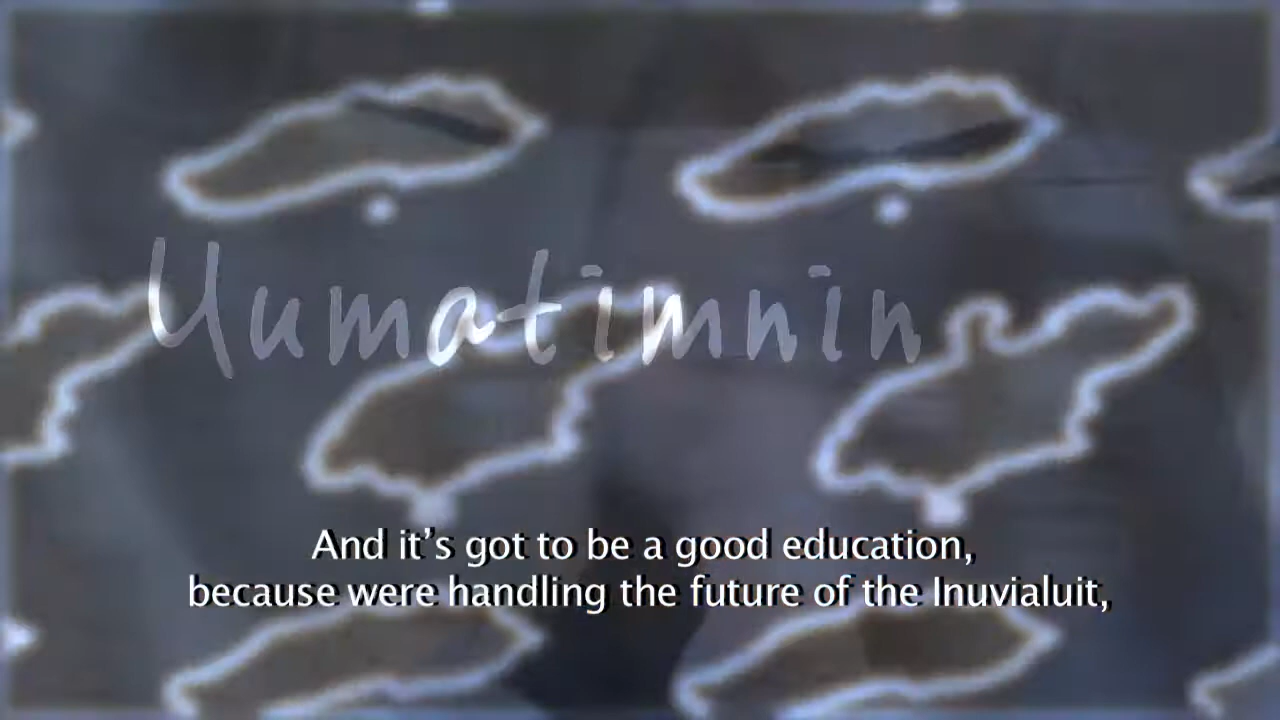 Uumatimnin
And it's got to be a good education,
because were handling the future of the Inuvialuit,